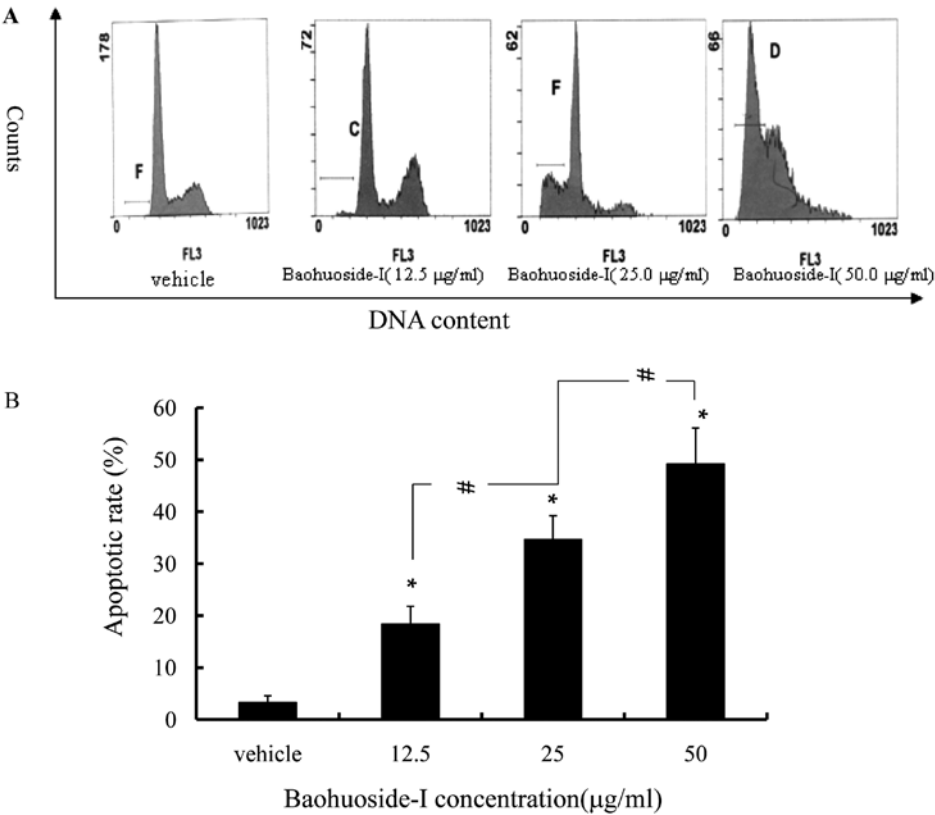 A
Counts
178
F
0
1023
FL3
vehicle
72
C
0
1023
FL3
Baohuoside-I( 12.5 μg/ml)
62
F
0
1023
FL3
Baohuoside-I( 25.0 μg/ml)
66
D
0
1023
FL3
Baohuoside-I( 50.0 μg/ml)
DNA content
B
Apoptotic rate (%)
60
50
40
30
20
10
0
#
#
*
*
*
vehicle 12.5 25 50
Baohuoside-I concentration(μg/ml)